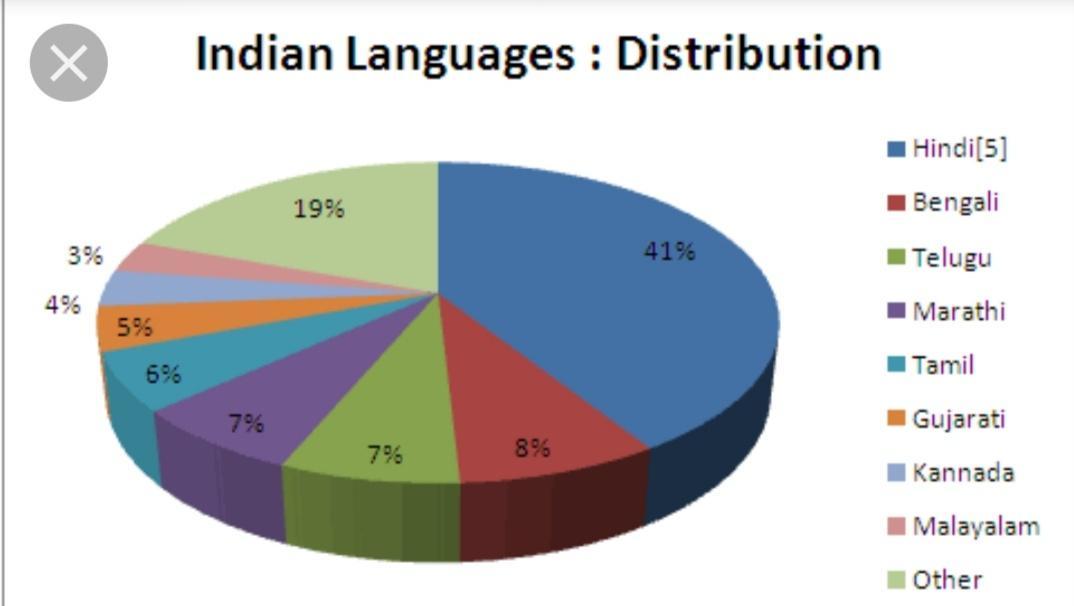 Indian Languages : Distribution
19%
41%
3%
4%
5%
6%
7%
7%
8%
Hindi[5]
Bengali
Telugu
Marathi
Tamil
Gujarati
Kannada
Malayalam
Other